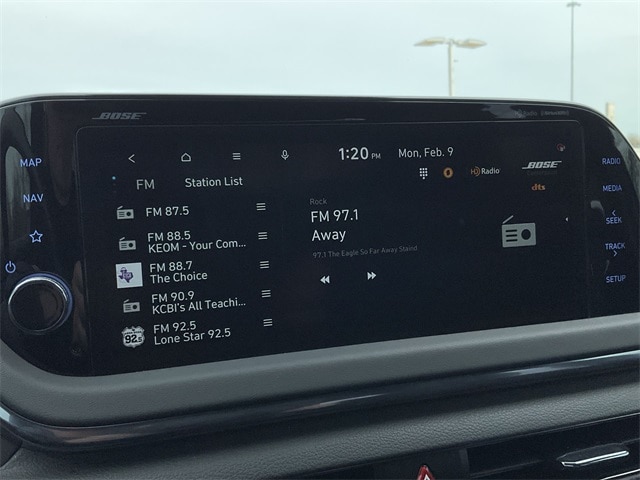 BOSE
MAP
NAV
1:20 PM
Mon, Feb. 9
FM
Station List
HD Radio
BOSE
dts
FM 87.5
FM 88.5
KEOM - Your Com...
FM 88.7
The Choice
FM 90.9
KCBI's All Teachi...
92.5
FM 92.5
Lone Star 92.5
Rock
FM 97.1
Away
97.1 The Eagle So Far Away Staind
RADIO
MEDIA
SEEK
TRACK
SETUP